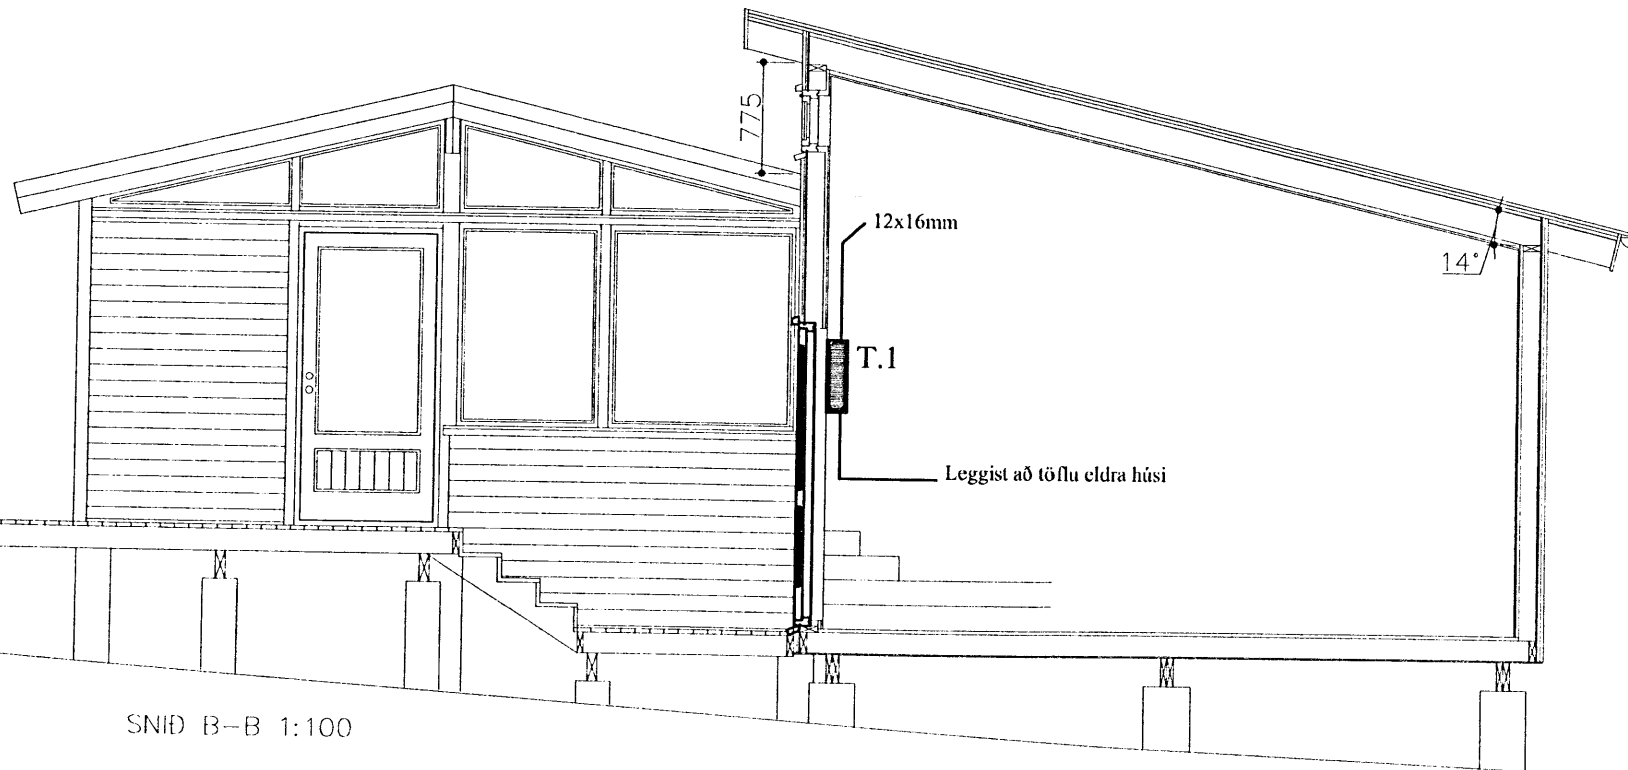 775
12x16mm
14°
T.1
Leggist að töflu eldra húsi
SNIÐ B-B 1:100